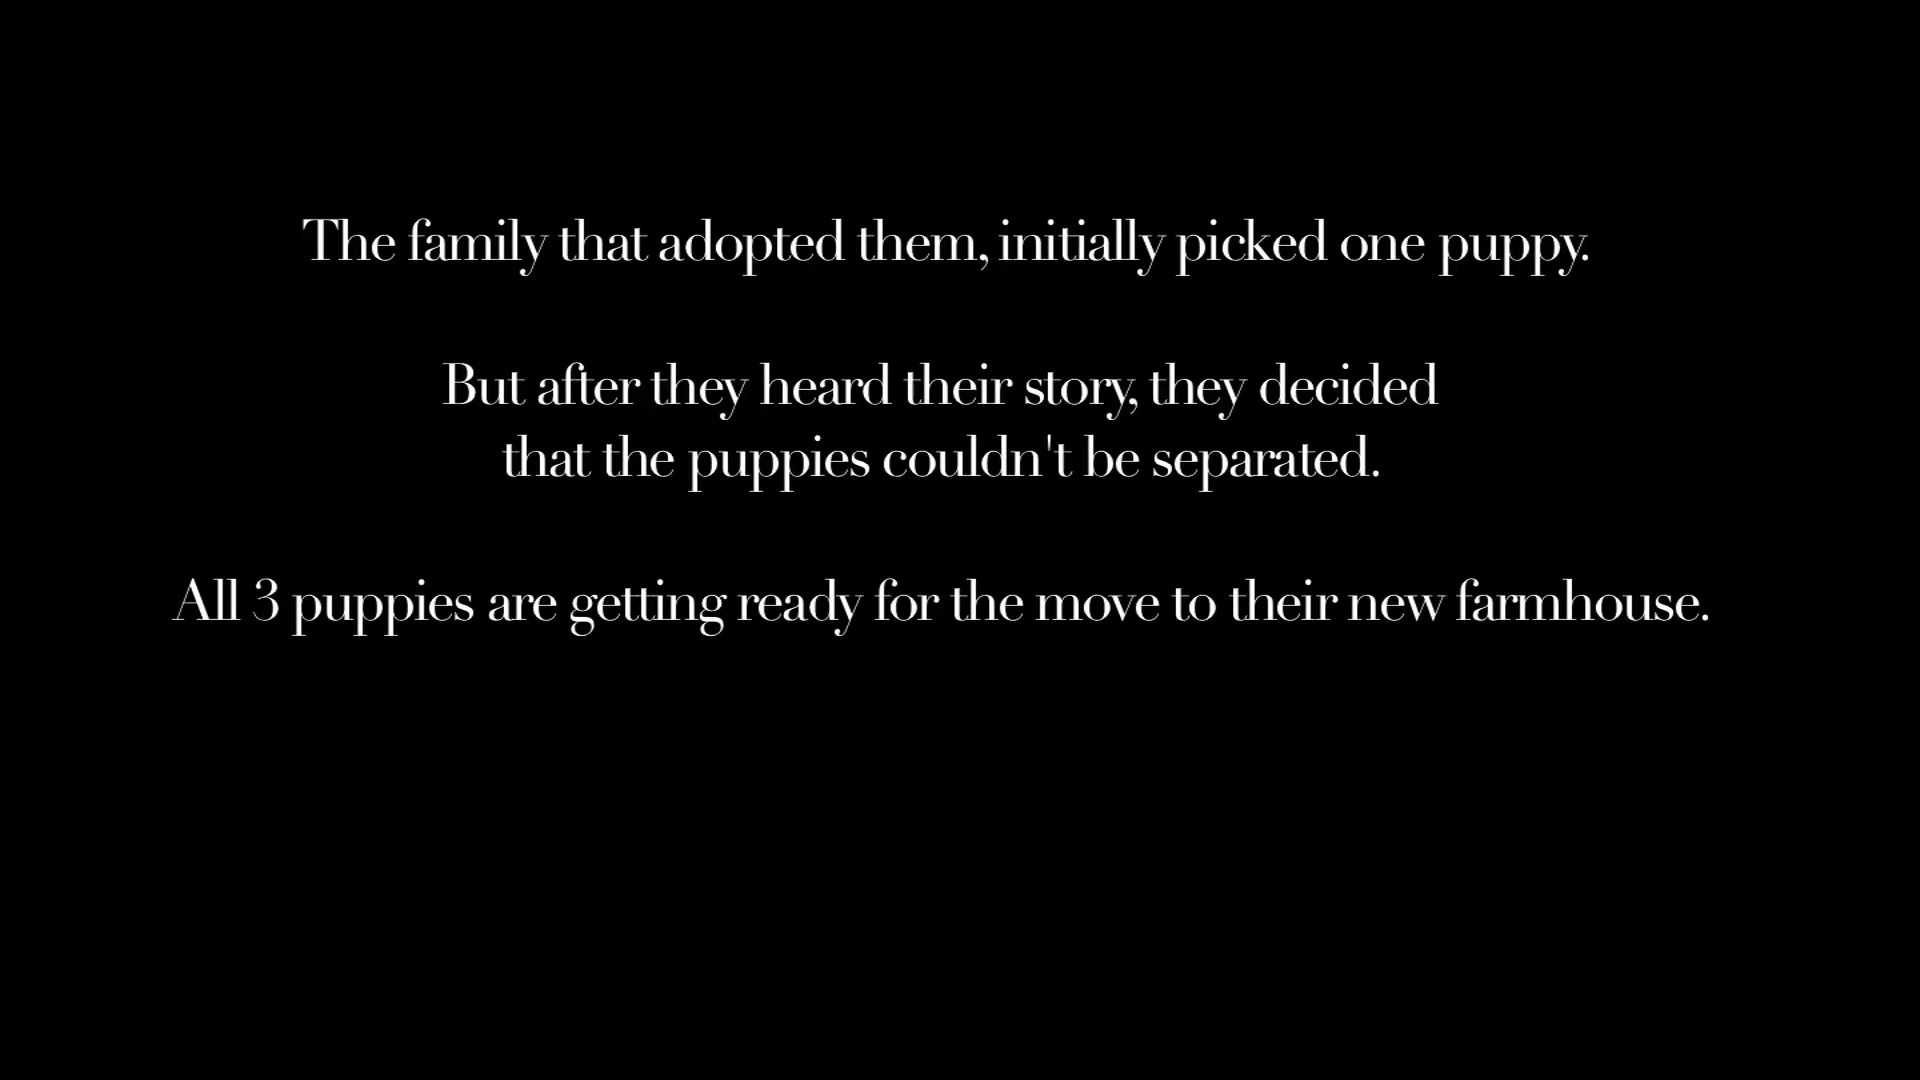 The family that adopted them, initially picked one puppy.
But after they heard their story, they decided
that the puppies couldn't be separated.
All 3 puppies are getting ready for the move to their new farmhouse.